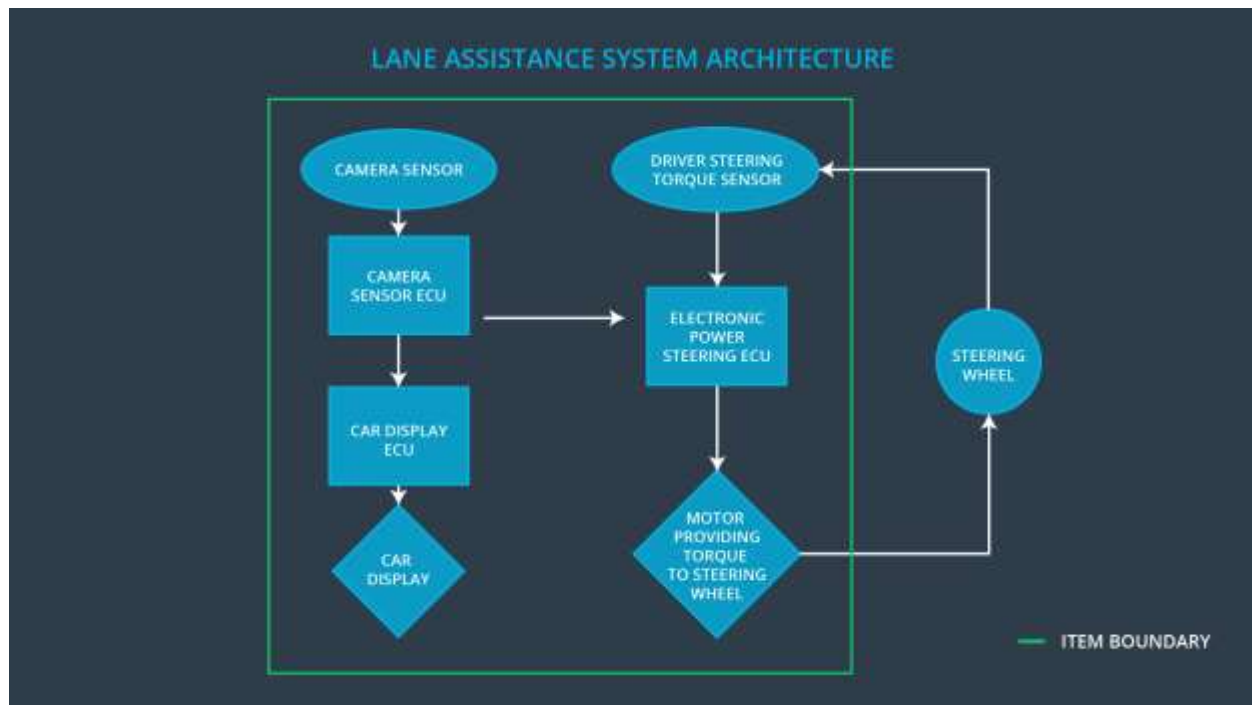 LANE ASSISTANCE SYSTEM ARCHITECTURE
CAMERA SENSOR
DRIVER STEERING
TORQUE SENSOR
CAMERA
SENSOR ECU
ELECTRONIC
POWER
STEERING ECU
STEERING
WHEEL
CAR DISPLAY
ECU
CAR
DISPLAY
MOTOR
PROVIDING
TORQUE
TO STEERING
WHEEL
ITEM BOUNDARY